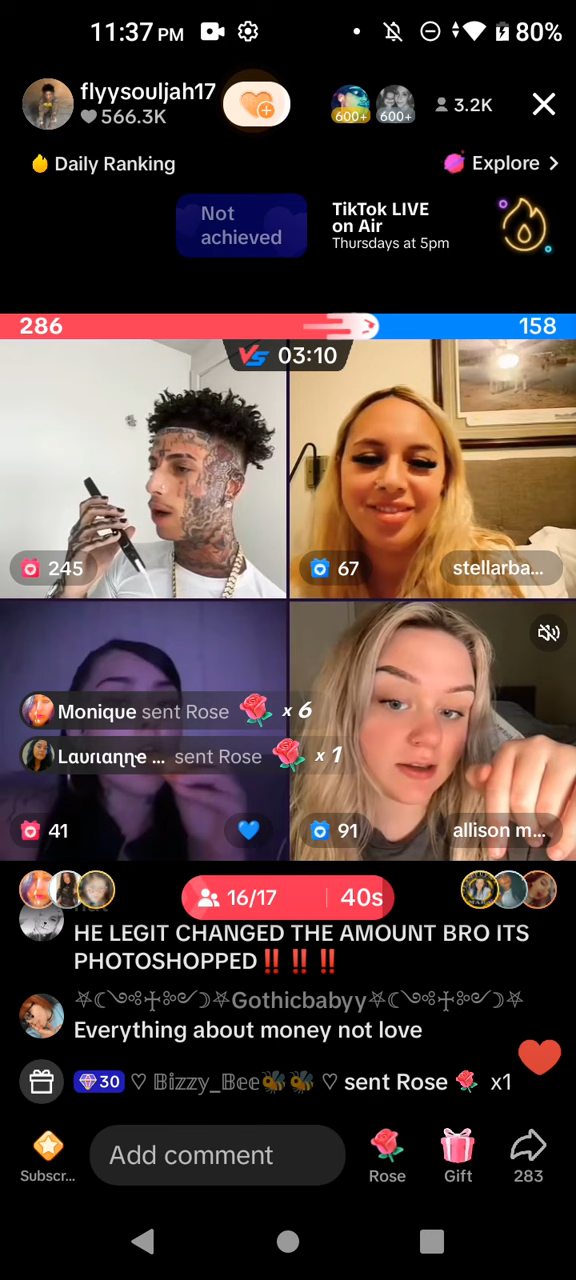 11:37 PM
80%
flyysouljah17
566.3K
600+
600+
3.2K
Daily Ranking
Explore >
Not
achieved
TikTok LIVE
on Air
Thursdays at 5pm
286
158
VS 03:10
245
67
stellarba...
Monique sent Rose x 6
Lauriaηηe ... sent Rose x 1
41
91
allison m...
16/17
40s
HE LEGIT CHANGED THE AMOUNT BRO ITS
PHOTOSHOPPED‼️‼️‼️
⛧☾༺♰༻☽⛧Gothicbabyy⛧☾༺♰༻☽⛧
Everything about money not love
30 ♡ 𝔹𝕚𝕫𝕫𝕪_𝔹𝕖𝕖🐝🐝 ♡ sent Rose 🌹 x1
Subscr...
Add comment
Rose
Gift
283